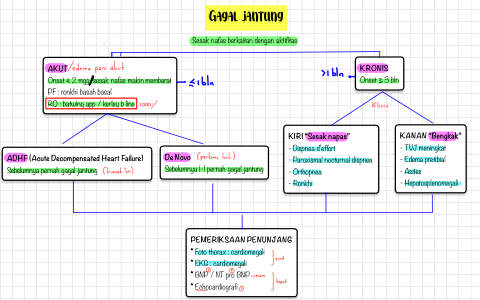 GAGAL JANTUNG
Sesak nafas berkaitan dengan aktifitas
AKUT /edema paru akut
Onset < 2 mgg sesak nafas makin memberat
PF : ronkhi basah basal
RO : batwing app / kerley b line
≤ 1 bln
KRONIS
Onset ≥ 3 bln
>1 bln
Klinis
ADHF (Acute Decompensated Heart Failure)
Sebelumnya pernah gagal jantung
De Novo
Sebelumnya (-) pernah gagal jantung
KIRI "Sesak napas"
- Dispnea d'effort
- Paroxismal nocturnal dispnea
- Orthopnea
- Ronkhi
KANAN "Bengkak"
- TVJ meningkat
- Edema pretibial
- Asites
- Hepatosplenomegali
PEMERIKSAAN PENUNJANG
* Foto thorax : cardiomegali
* EKG : cardiomegali
* BNP / NT pro BNP
* Echocardiografi